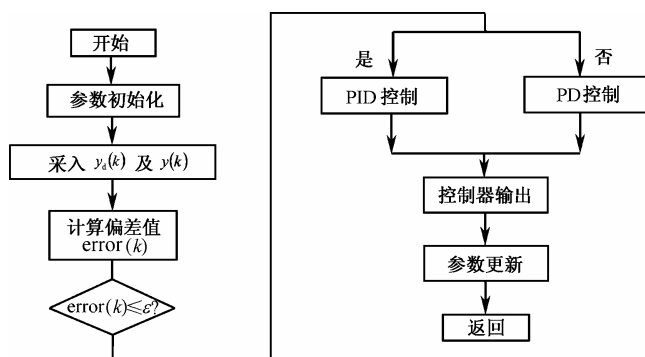 开始
参数初始化
采入 y_d(k) 及 y(k)
计算偏差值
error(k)
error(k)≤ε?
是
否
PID 控制
PD 控制
控制器输出
参数更新
返回